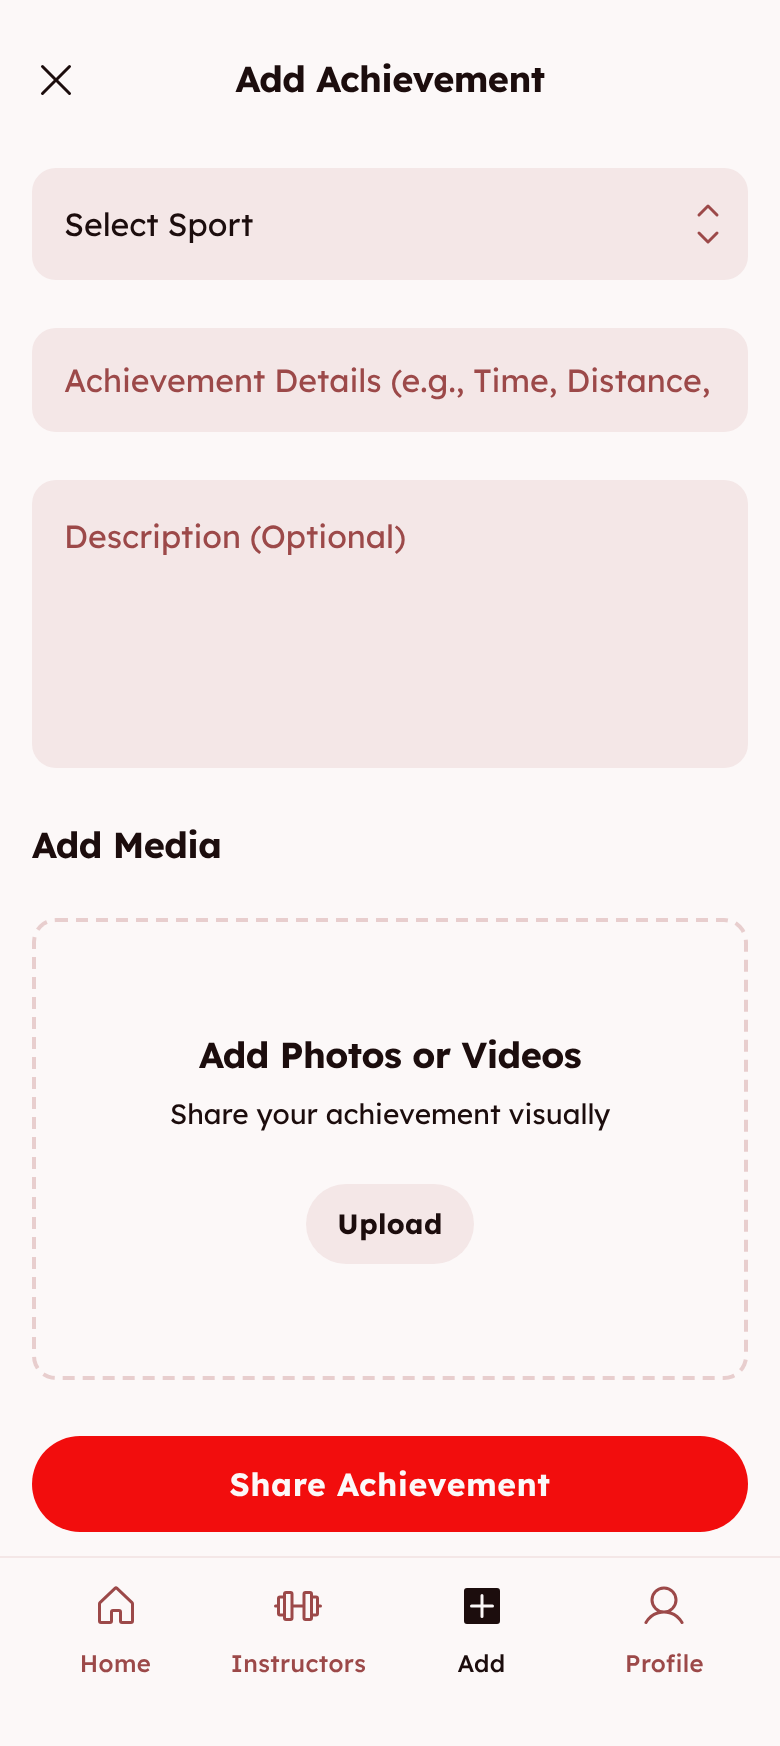 Add Achievement
Select Sport
Achievement Details (e.g., Time, Distance,
Description (Optional)
Add Media
Add Photos or Videos
Share your achievement visually
Upload
Share Achievement
Home
Instructors
Add
Profile